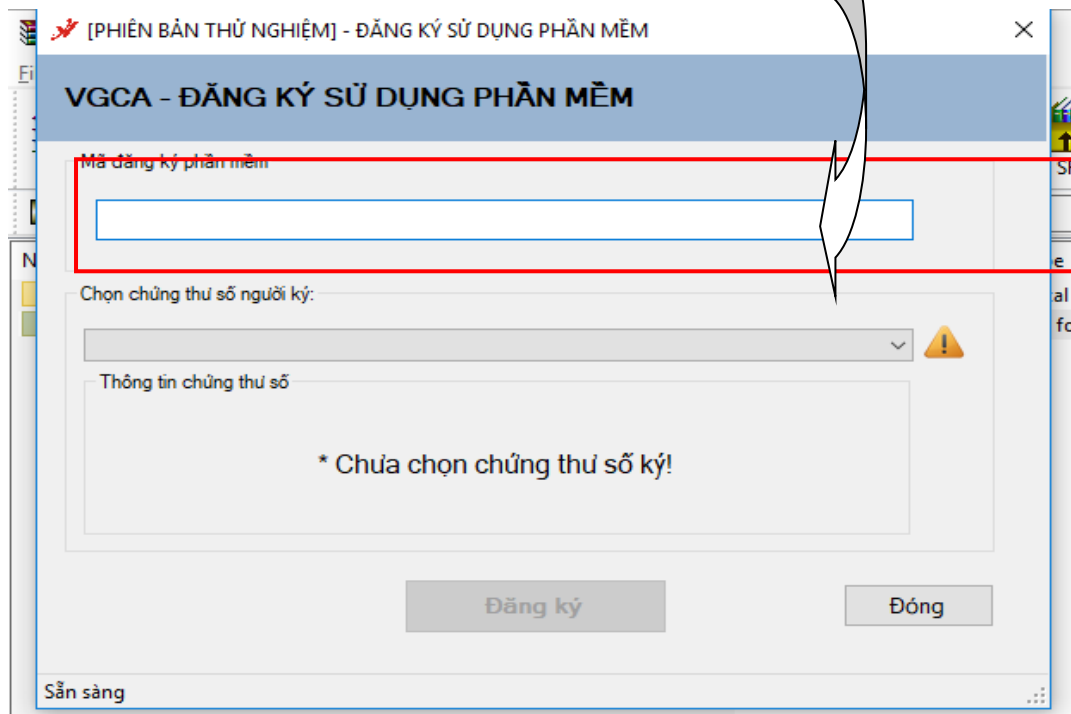 [PHIÊN BẢN THỬ NGHIỆM] - ĐĂNG KÝ SỬ DỤNG PHẦN MỀM
VGCA - ĐĂNG KÝ SỬ DỤNG PHẦN MỀM
Mã đăng ký phần mềm
Chọn chứng thư số người ký:
Thông tin chứng thư số
* Chưa chọn chứng thư số ký!
Đăng ký
Đóng
Sẵn sàng